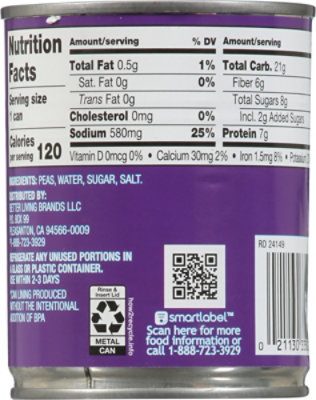 Nutrition
Facts
Serving size
1 can
Calories
per serving 120
Amount/serving % DV
Total Fat 0.5g 1%
Sat. Fat 0g 0%
Trans Fat 0g
Cholesterol 0mg 0%
Sodium 580mg 25%
Amount/serving
Total Carb. 21g
Fiber 6g
Total Sugars 8g
Incl. 2g Added Sugars
Protein 7g
Vitamin D 0mcg 0% • Calcium 30mg 2% • Iron 1.5mg 8% •
INGREDIENTS: PEAS, WATER, SUGAR, SALT.
DISTRIBUTED BY:
BETTER LIVING BRANDS LLC
P.O. BOX 99
PLEASANTON, CA 94566-0009
1-888-723-3929
REFRIGERATE ANY UNUSED PORTIONS IN
A GLASS OR PLASTIC CONTAINER.
USE WITHIN 2-3 DAYS
*CAN LINING PRODUCED
WITHOUT THE INTENTIONAL
ADDITION OF BPA
Rinse &
Insert Lid
METAL
CAN
how2recycle.info
smartlabel™
Scan here for more
food information or
call 1-888-723-3929
RD 24149
0 21130